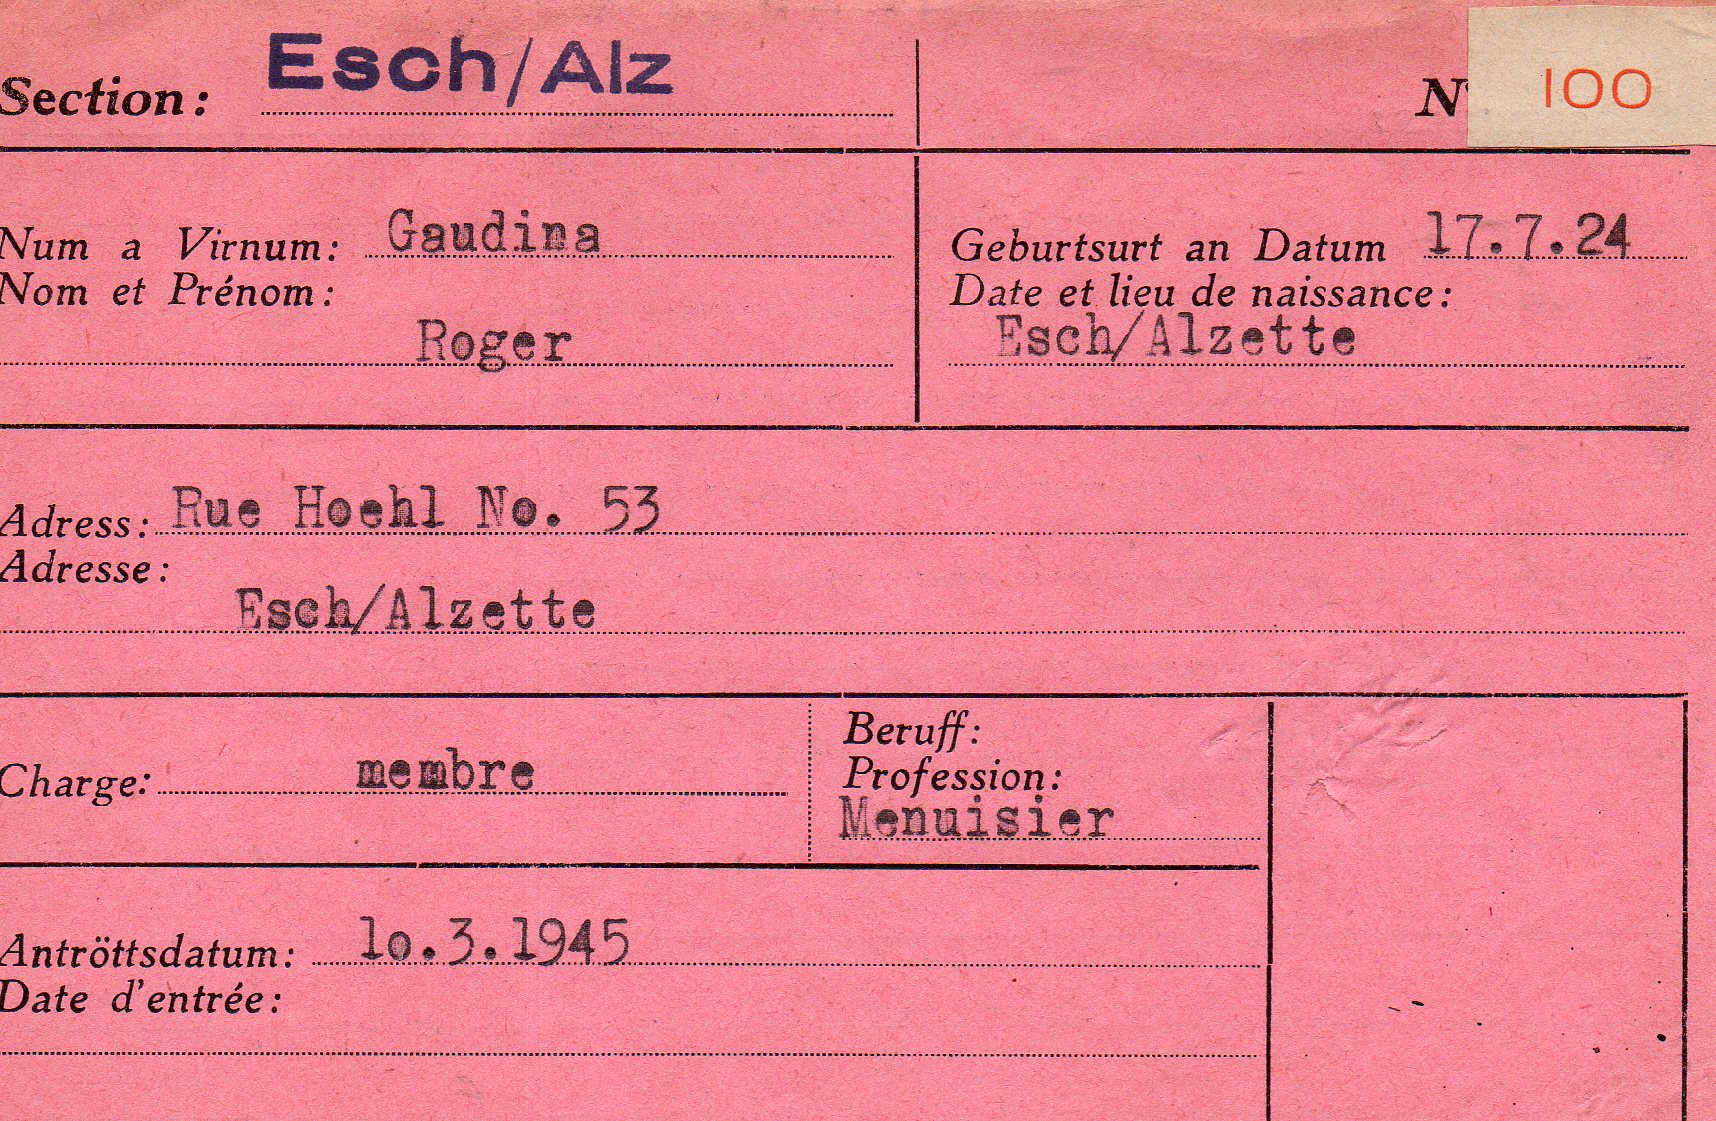 Section: Esch/Alz
N° 100
Num a Virnum: Gaudina
Nom et Prénom:
Roger
Geburtsurt an Datum 17.7.24
Date et lieu de naissance:
Esch/Alzette
Adress: Rue Hoehl No. 53
Adresse:
Esch/Alzette
Charge: membre
Beruff:
Profession:
Menuisier
Antröttsdatum: lo.3.1945
Date d'entrée: